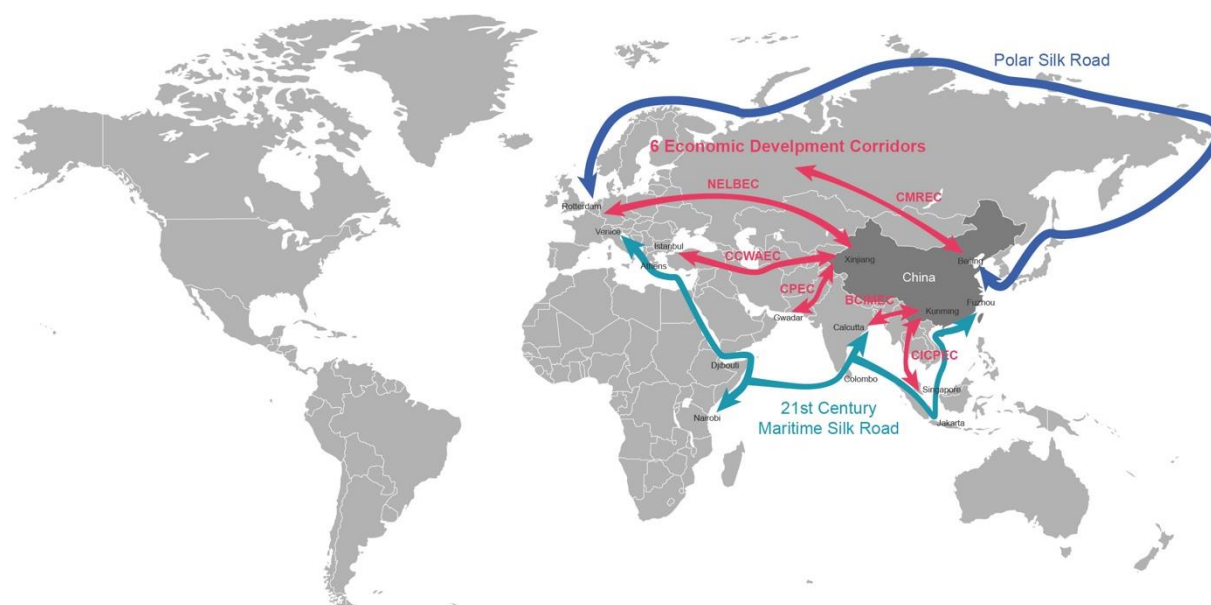 Polar Silk Road
6 Economic Develpment Corridors
NELBEC
CMREC
Rotterdam
Venice
Istanbul
Athens
CCWAEC
Xinjiang
Beijing
China
CPEC
BCIMEC
Fuzhou
Gwadar
Kunming
Calcutta
CICPEC
Djibouti
Colombo
Singapore
Nairobi
21st Century
Maritime Silk Road
Jakarta